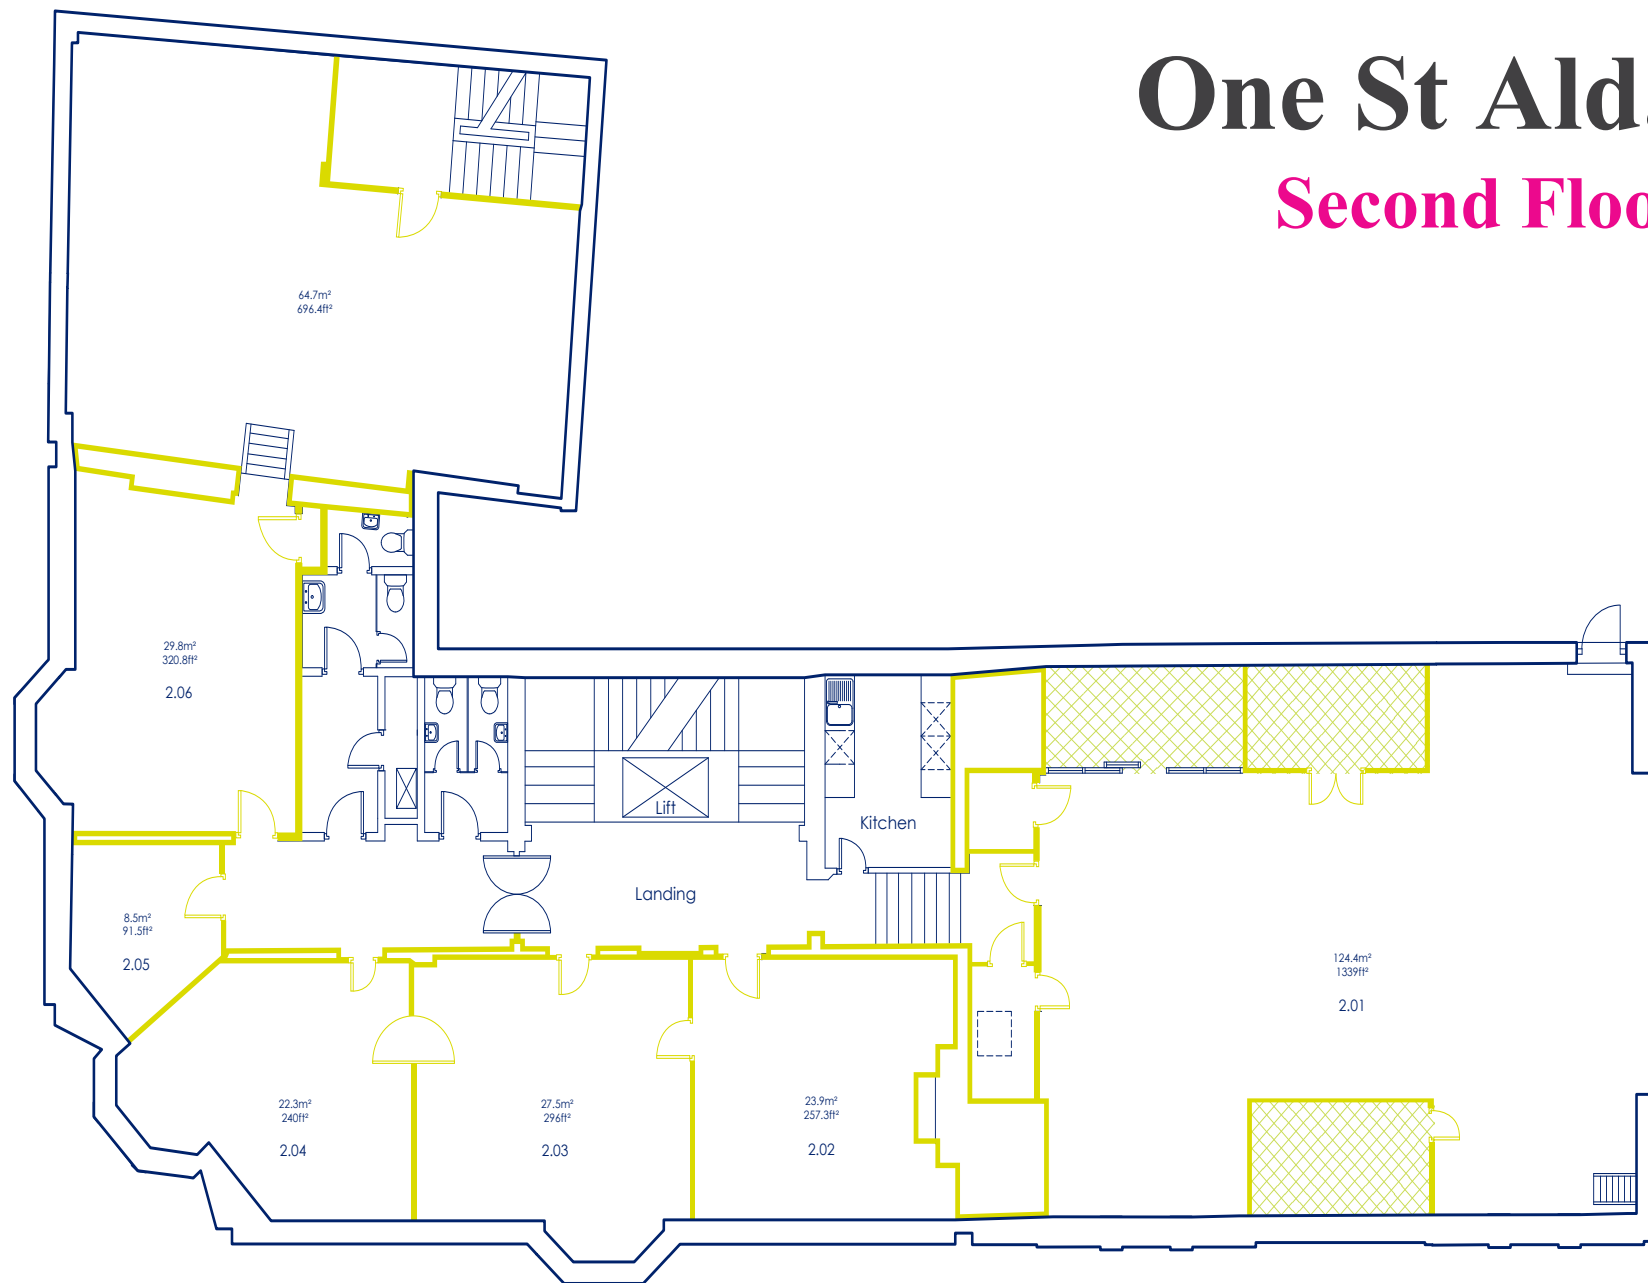 One St Ald
Second Floo
64.7m²
696.4ft²
29.8m²
320.8ft²
2.06
Lift
Kitchen
Landing
8.5m²
91.5ft²
2.05
124.4m²
1339ft²
2.01
22.3m²
240ft²
2.04
27.5m²
296ft²
2.03
23.9m²
257.3ft²
2.02